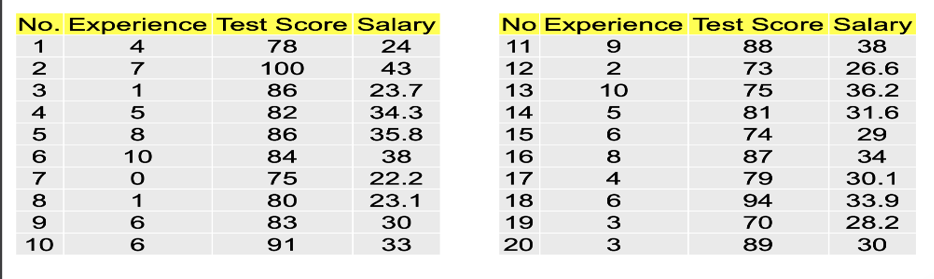 No. Experience Test Score Salary
1 4 78 24
2 7 100 43
3 1 86 23.7
4 5 82 34.3
5 8 86 35.8
6 10 84 38
7 0 75 22.2
8 1 80 23.1
9 6 83 30
10 6 91 33
No Experience Test Score Salary
11 9 88 38
12 2 73 26.6
13 10 75 36.2
14 5 81 31.6
15 6 74 29
16 8 87 34
17 4 79 30.1
18 6 94 33.9
19 3 70 28.2
20 3 89 30